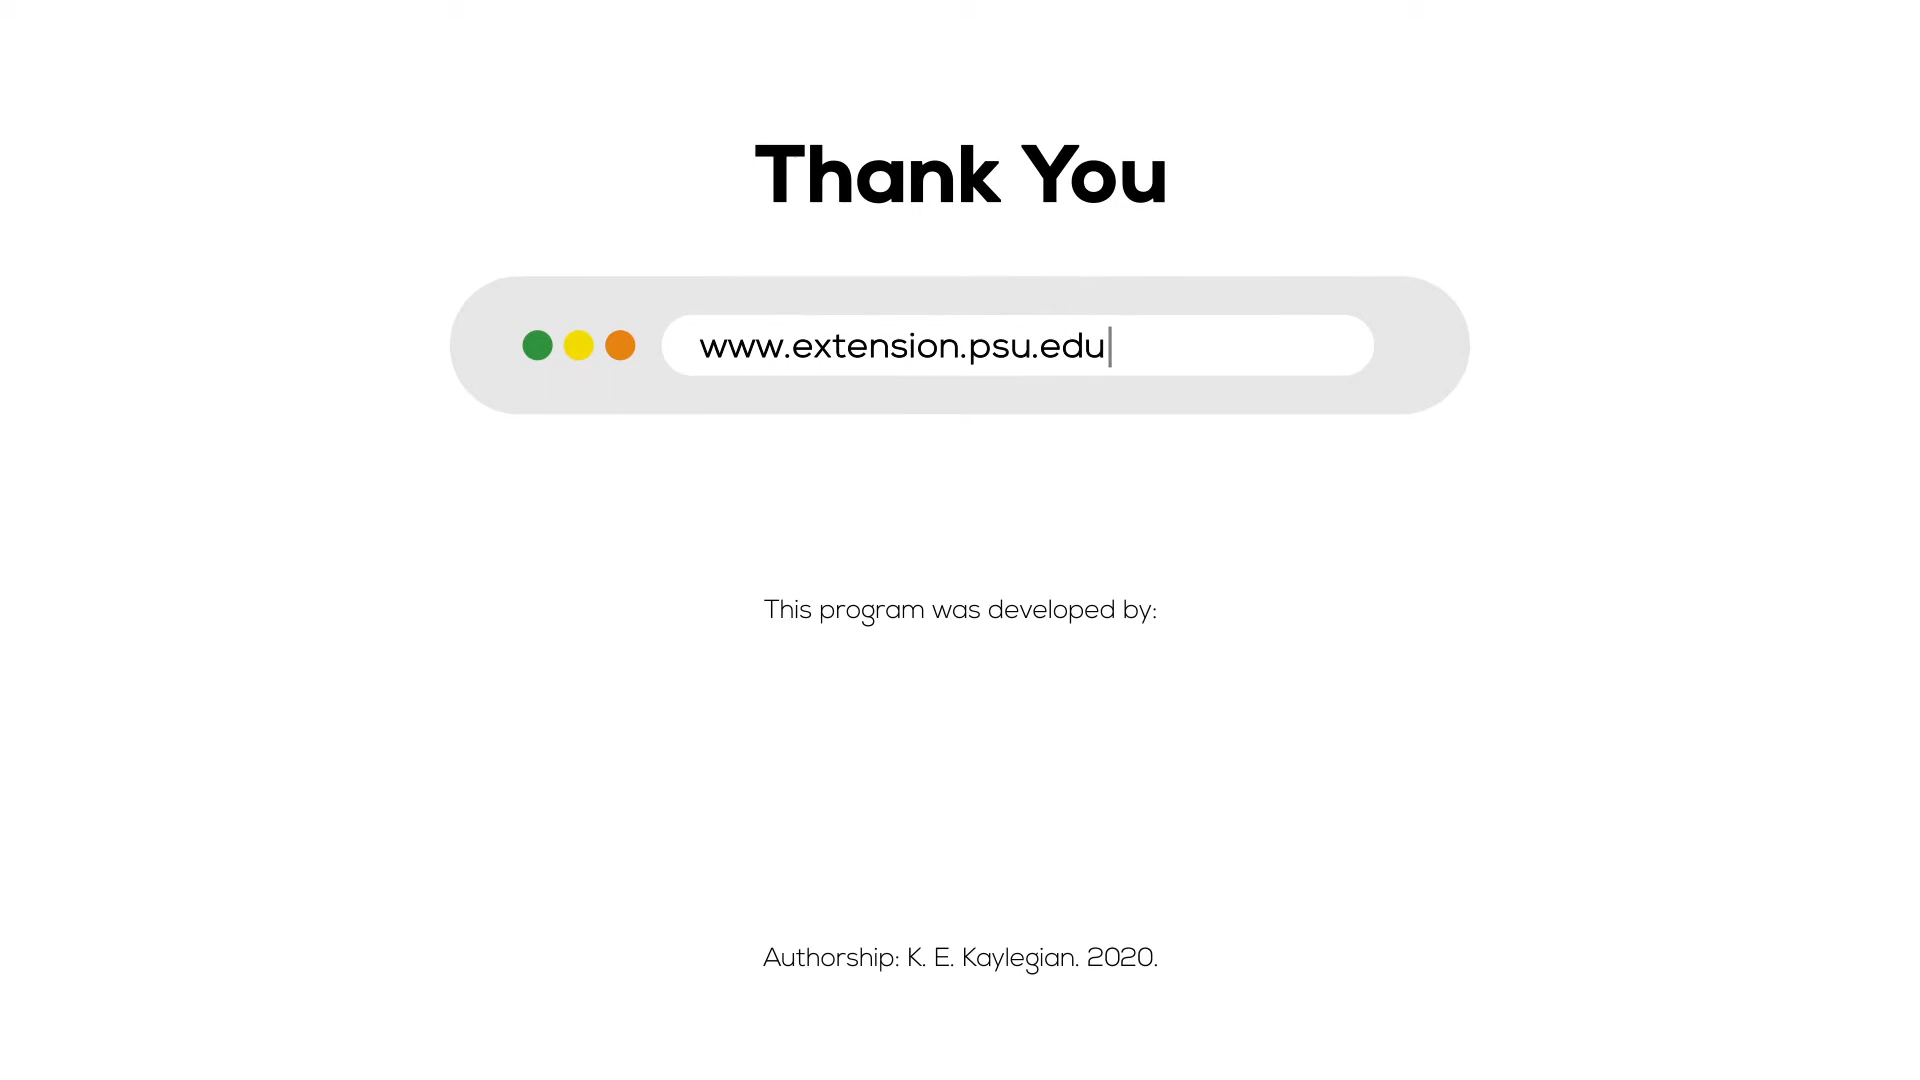 Thank You
www.extension.psu.edu
This program was developed by:
Authorship: K. E. Kaylegian. 2020.